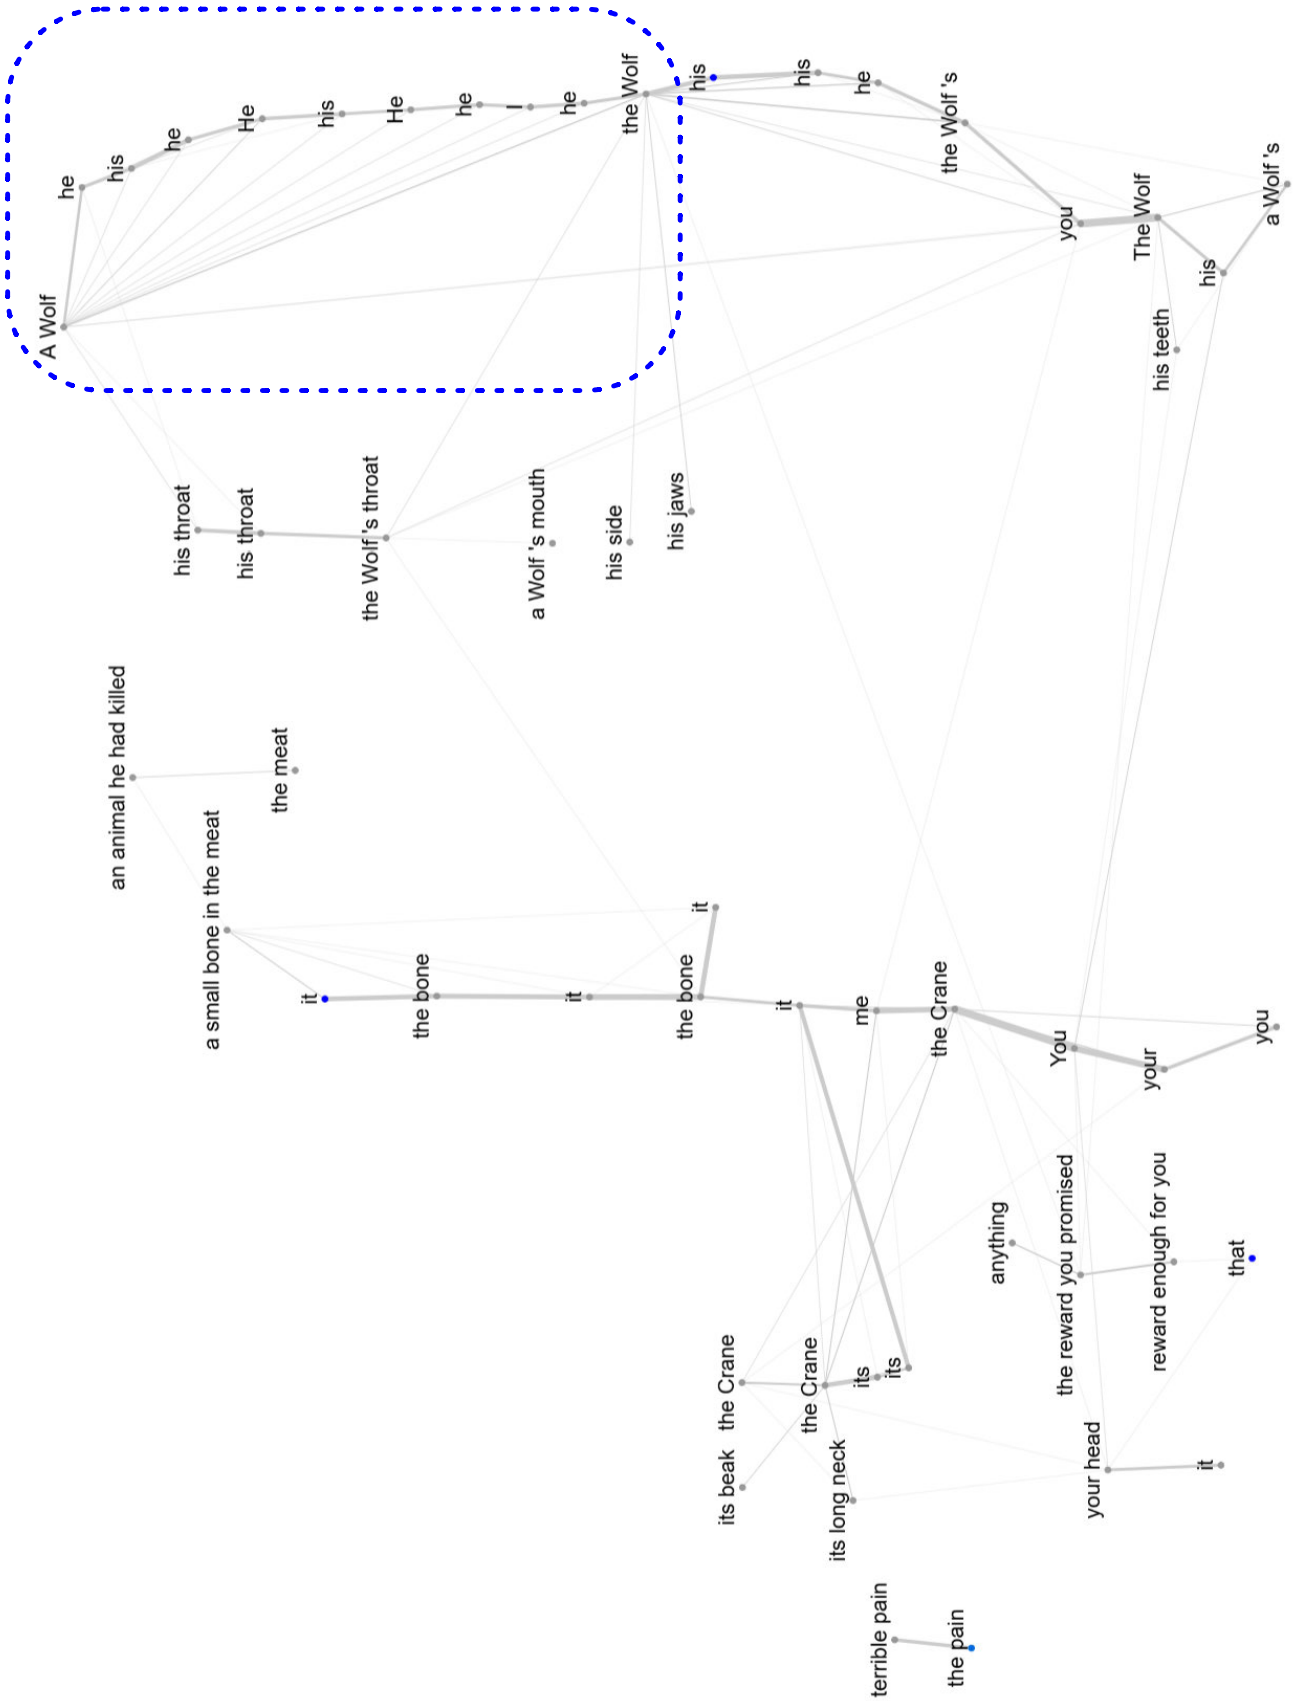 A Wolf
he
his
he
He
his
He
he
I
he
the Wolf
his
his
he
the Wolf 's
you
The Wolf
his
a Wolf 's
his teeth
his throat
his throat
the Wolf 's throat
a Wolf 's mouth
his side
his jaws
an animal he had killed
the meat
a small bone in the meat
it
the bone
it
the bone
it
it
me
the Crane
You
your
you
anything
the reward you promised
reward enough for you
that
the Crane
the Crane
its
its
its beak
its long neck
your head
it
terrible pain
the pain